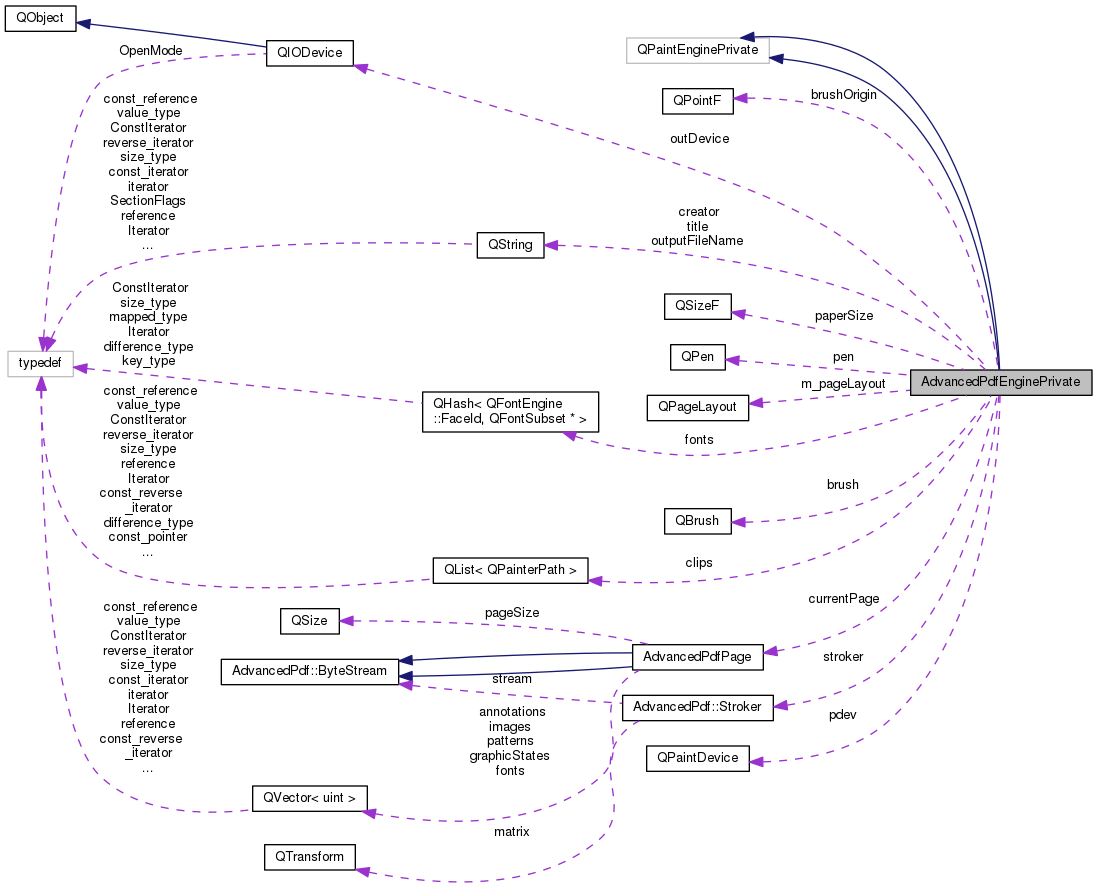 QObject
QIODevice
OpenMode
QPaintEnginePrivate
QPointF
brushOrigin
outDevice
const_reference
value_type
ConstIterator
reverse_iterator
size_type
const_iterator
iterator
SectionFlags
reference
Iterator
...
creator
title
outputFileName
QString
ConstIterator
size_type
mapped_type
Iterator
difference_type
key_type
QSizeF
paperSize
QPen
pen
typedef
AdvancedPdfEnginePrivate
m_pageLayout
QPageLayout
QHash< QFontEngine
::FaceId, QFontSubset * >
fonts
const_reference
value_type
ConstIterator
reverse_iterator
size_type
reference
Iterator
const_reverse
_iterator
difference_type
const_pointer
...
brush
QBrush
QList< QPainterPath >
clips
const_reference
value_type
ConstIterator
reverse_iterator
size_type
const_iterator
iterator
Iterator
reference
const_reverse
_iterator
...
QSize
pageSize
currentPage
AdvancedPdfPage
AdvancedPdf::ByteStream
stream
stroker
AdvancedPdf::Stroker
annotations
images
patterns
graphicStates
fonts
pdev
QPaintDevice
QVector< uint >
matrix
QTransform